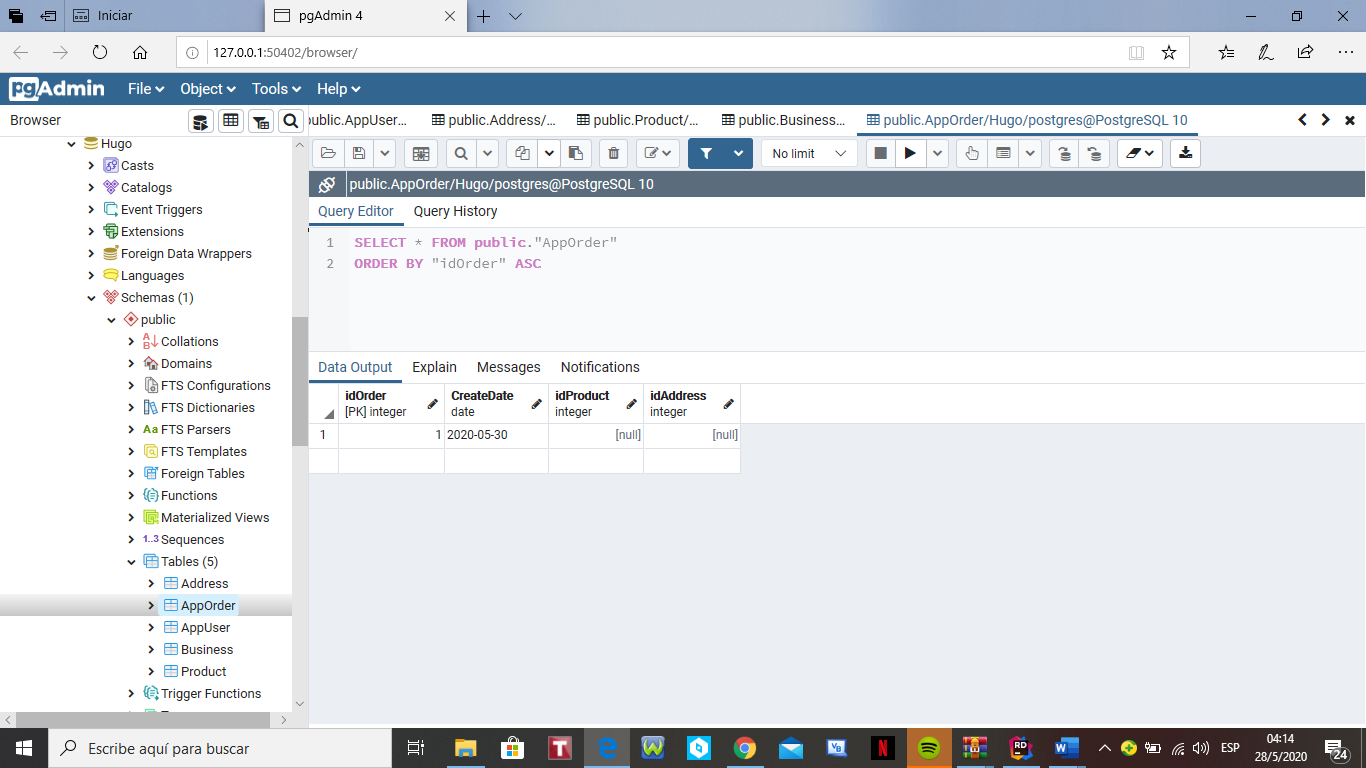 Iniciar
pgAdmin 4
127.0.0.1:50402/browser/
pgAdmin
File
Object
Tools
Help
Browser
public.AppUser...
public.Address/...
public.Product/...
public.Business...
public.AppOrder/Hugo/postgres@PostgreSQL 10
No limit
public.AppOrder/Hugo/postgres@PostgreSQL 10
Query Editor
Query History
1 SELECT * FROM public."AppOrder"
2 ORDER BY "idOrder" ASC
Data Output
Explain
Messages
Notifications
idOrder
[PK] integer
CreateDate
date
idProduct
integer
idAddress
integer
1 1 2020-05-30 [null] [null]
Hugo
Casts
Catalogs
Event Triggers
Extensions
Foreign Data Wrappers
Languages
Schemas (1)
public
Collations
Domains
FTS Configurations
FTS Dictionaries
Aa FTS Parsers
FTS Templates
Foreign Tables
Functions
Materialized Views
1..3 Sequences
Tables (5)
Address
AppOrder
AppUser
Business
Product
Trigger Functions
Escribe aquí para buscar
ESP
04:14
28/5/2020
24